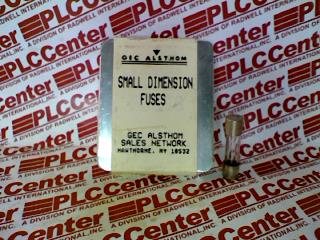 GEC ALSTHOM
SMALL DIMENSION
FUSES
GEC ALSTHOM
SALES NETWORK
HAWTHORNE, NY 10532
PLCCenter
A DIVISION OF RADWELL INTERNATIONAL, INC.